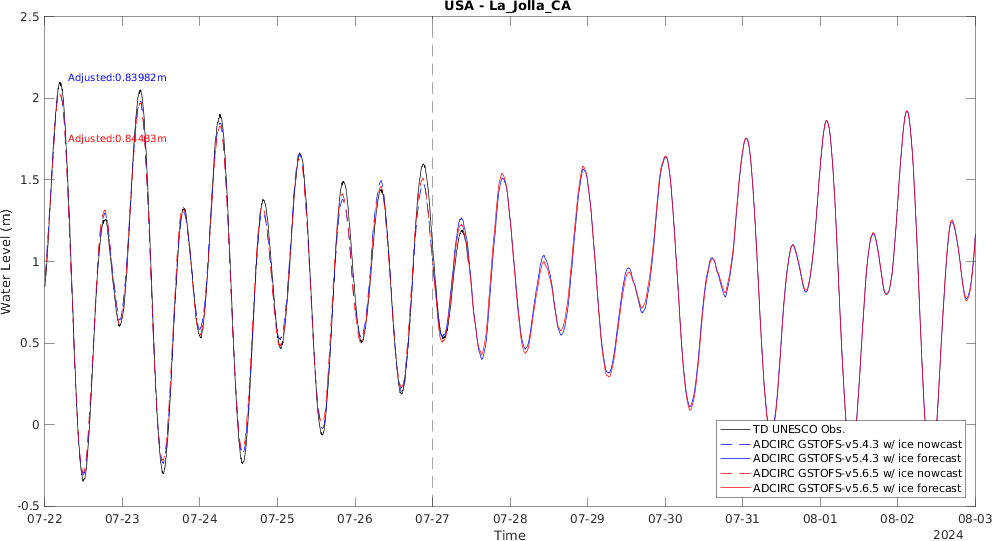 USA - La_Jolla_CA
2.5
2
1.5
1
0.5
0
-0.5
Water Level (m)
Adjusted:0.83982m
Adjusted:0.84483m
TD UNESCO Obs.
ADCIRC GSTOFS-v5.4.3 w/ ice nowcast
ADCIRC GSTOFS-v5.4.3 w/ ice forecast
ADCIRC GSTOFS-v5.6.5 w/ ice nowcast
ADCIRC GSTOFS-v5.6.5 w/ ice forecast
07-22 07-23 07-24 07-25 07-26 07-27 07-28 07-29 07-30 07-31 08-01 08-02 08-03
Time
2024